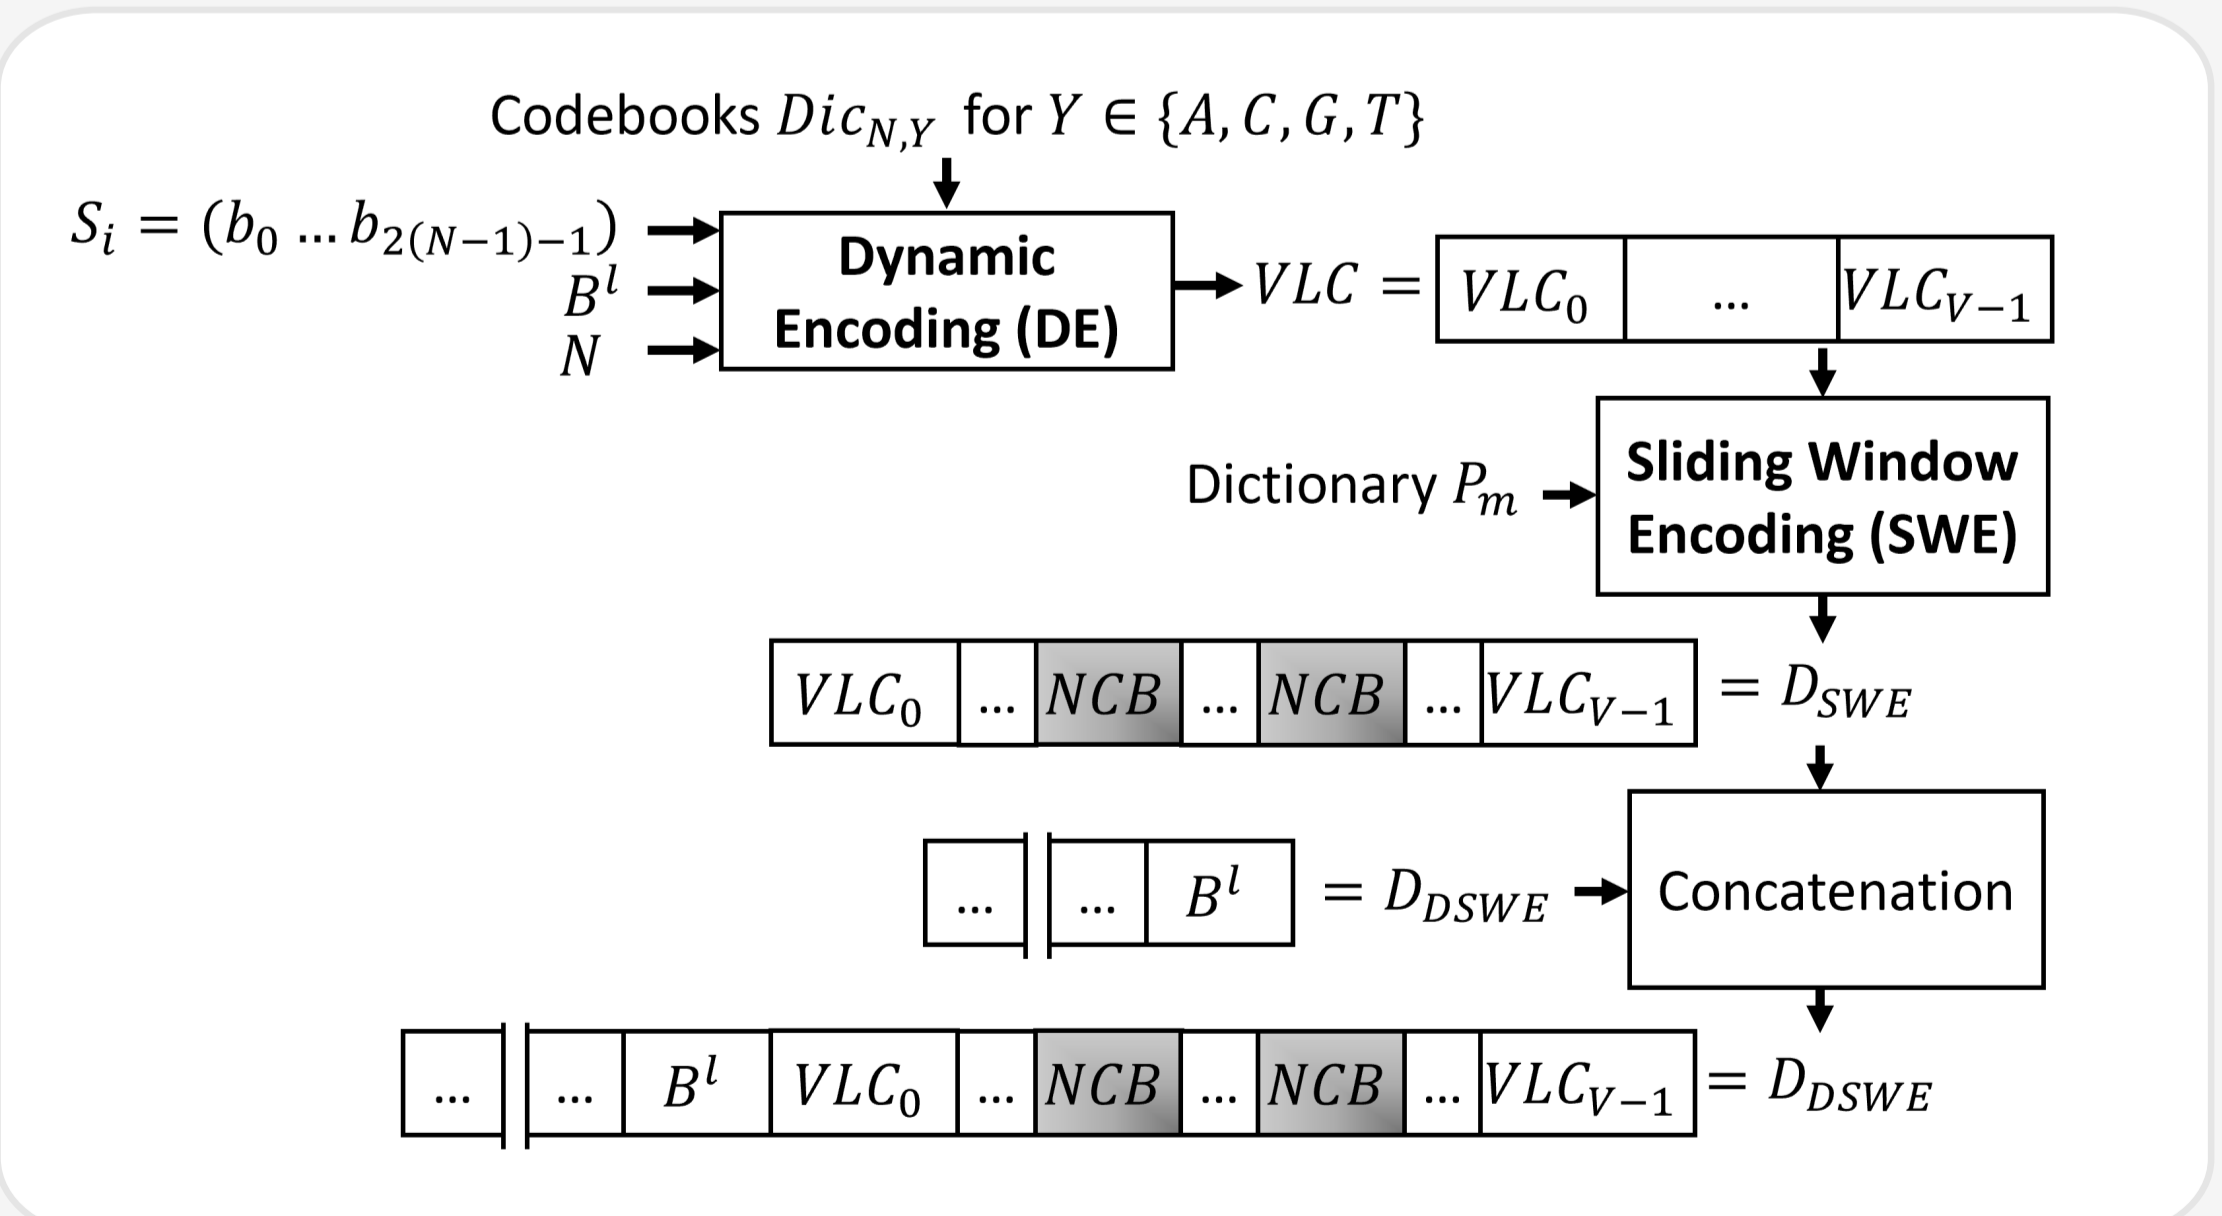 Codebooks Dic_{N,Y} for Y ∈ {A, C, G, T}
S_i = (b_0 … b_{2(N−1)−1})
B^l
N
Dynamic
Encoding (DE)
VLC = VLC_0 … VLC_{V−1}
Dictionary P_m
Sliding Window
Encoding (SWE)
VLC_0 … NCB … NCB … VLC_{V−1} = D_{SWE}
… … B^l = D_{DSWE}
Concatenation
… … B^l VLC_0 … NCB … NCB … VLC_{V−1} = D_{DSWE}